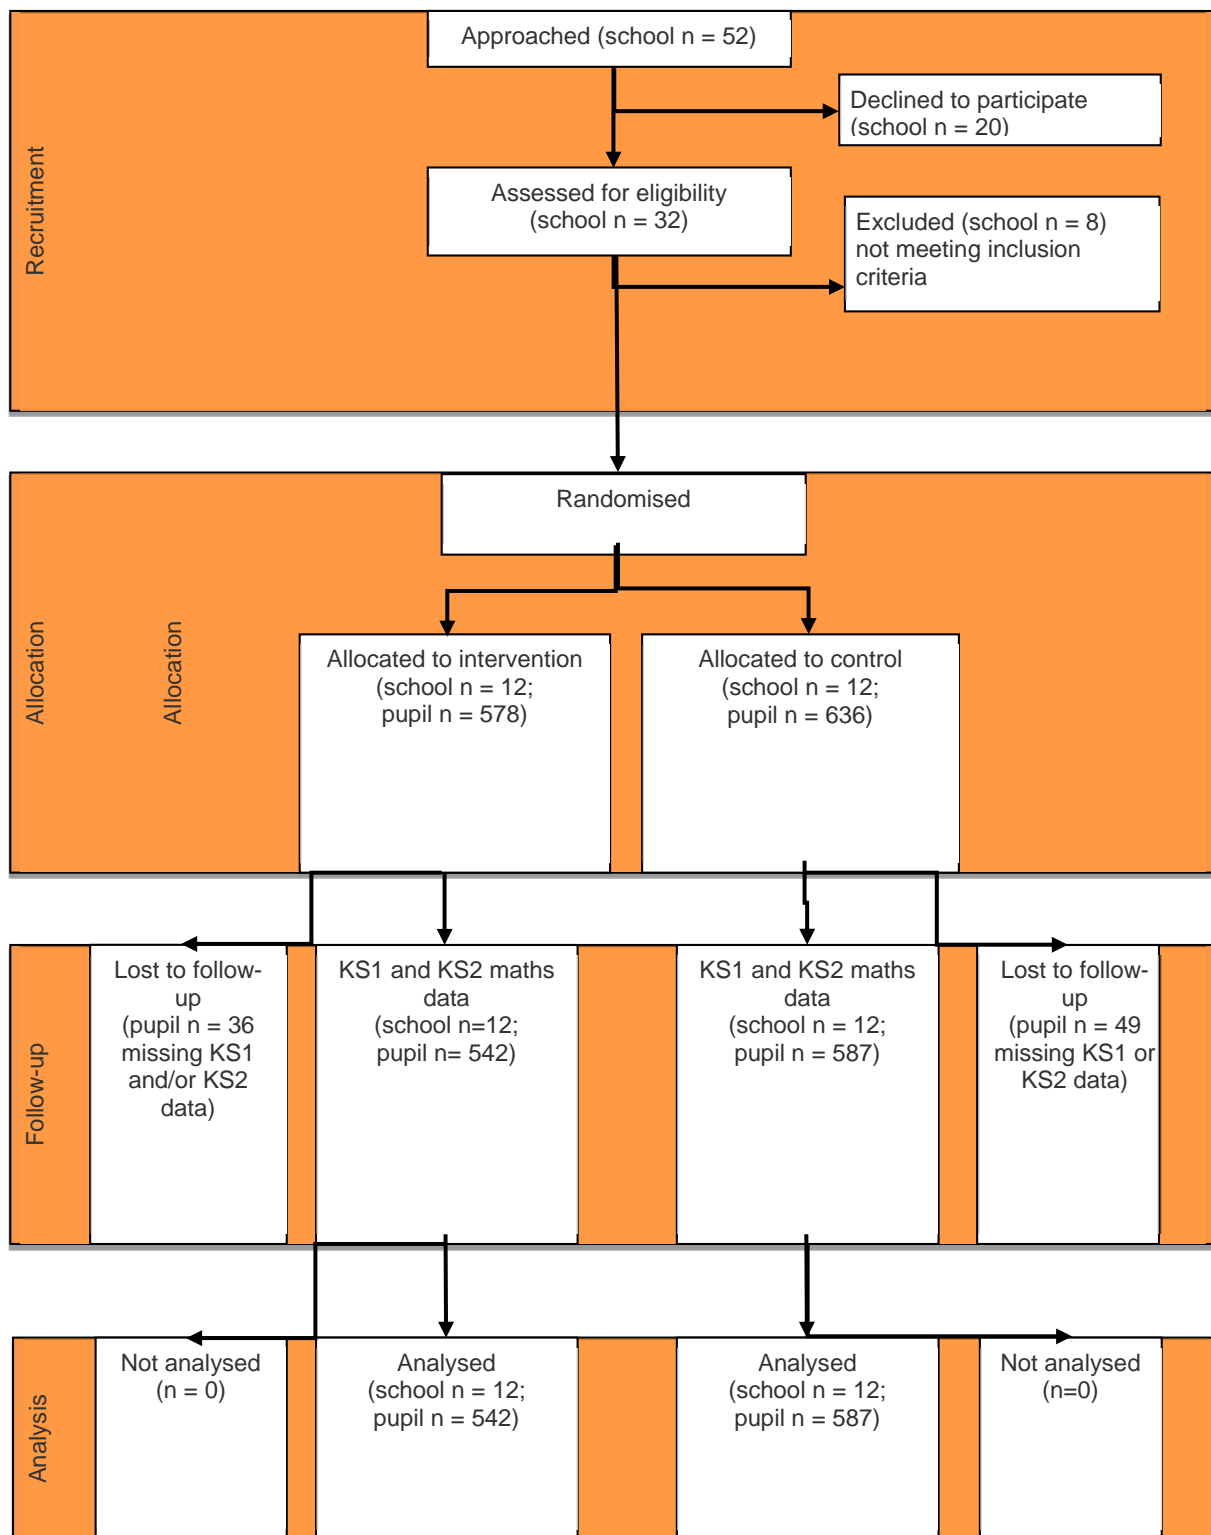 Approached (school n = 52)
Declined to participate
(school n = 20)
Recruitment
Assessed for eligibility
(school n = 32)
Excluded (school n = 8)
not meeting inclusion
criteria
Randomised
Allocation
Allocation
Allocated to intervention
(school n = 12;
pupil n = 578)
Allocated to control
(school n = 12;
pupil n = 636)
Follow-up
Lost to follow-
up
(pupil n = 36
missing KS1
and/or KS2
data)
KS1 and KS2 maths
data
(school n=12;
pupil n= 542)
KS1 and KS2 maths
data
(school n = 12;
pupil n = 587)
Lost to follow-
up
(pupil n = 49
missing KS1 or
KS2 data)
Analysis
Not analysed
(n = 0)
Analysed
(school n = 12;
pupil n = 542)
Analysed
(school n = 12;
pupil n = 587)
Not analysed
(n=0)